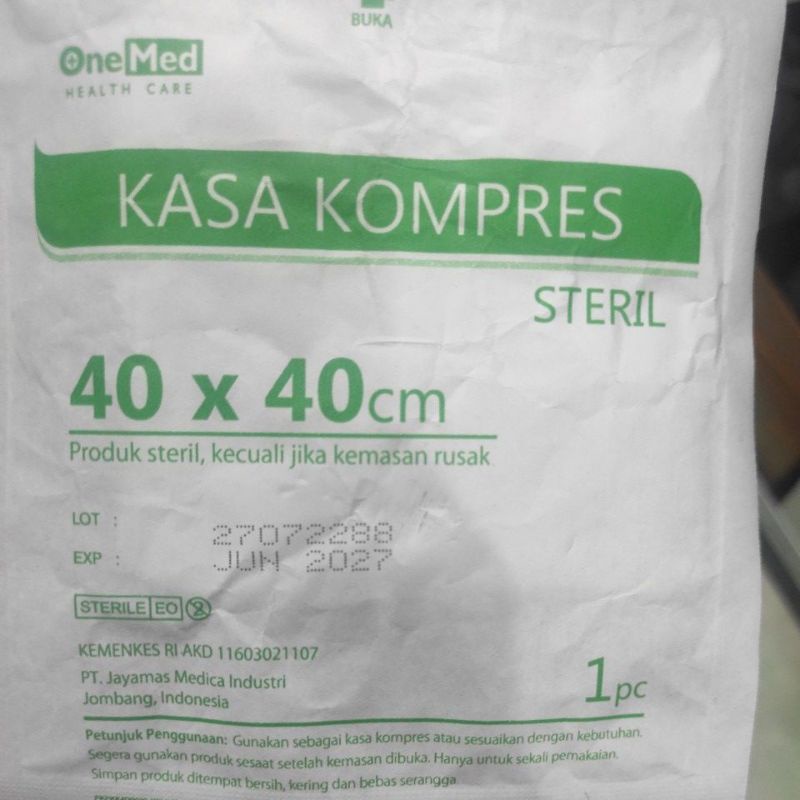 BUKA
OneMed
HEALTH CARE
KASA KOMPRES
STERIL
40 x 40cm
Produk steril, kecuali jika kemasan rusak
LOT : 27072288
EXP : JUN 2027
STERILE EO 2
KEMENKES RI AKD 11603021107
PT. Jayamas Medica Industri
Jombang, Indonesia
1pc
Petunjuk Penggunaan: Gunakan sebagai kasa kompres atau sesuaikan dengan kebutuhan.
Segera gunakan produk sesaat setelah kemasan dibuka. Hanya untuk sekali pemakaian.
Simpan produk ditempat bersih, kering dan bebas serangga